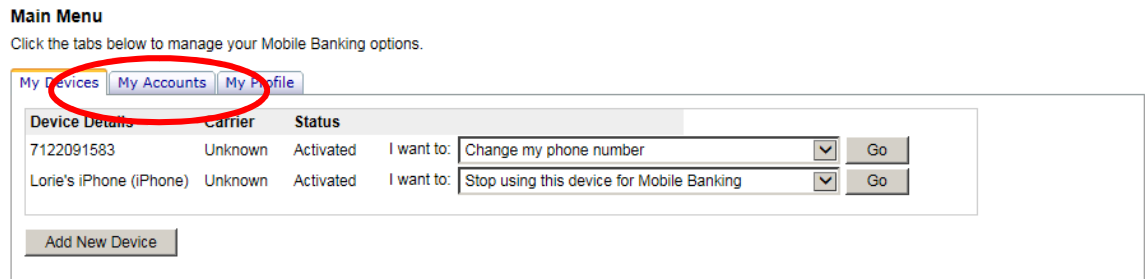 Main Menu
Click the tabs below to manage your Mobile Banking options.
My Devices My Accounts My Profile
Device Details Carrier Status
7122091583 Unknown Activated I want to: Change my phone number Go
Lorie's iPhone (iPhone) Unknown Activated I want to: Stop using this device for Mobile Banking Go
Add New Device